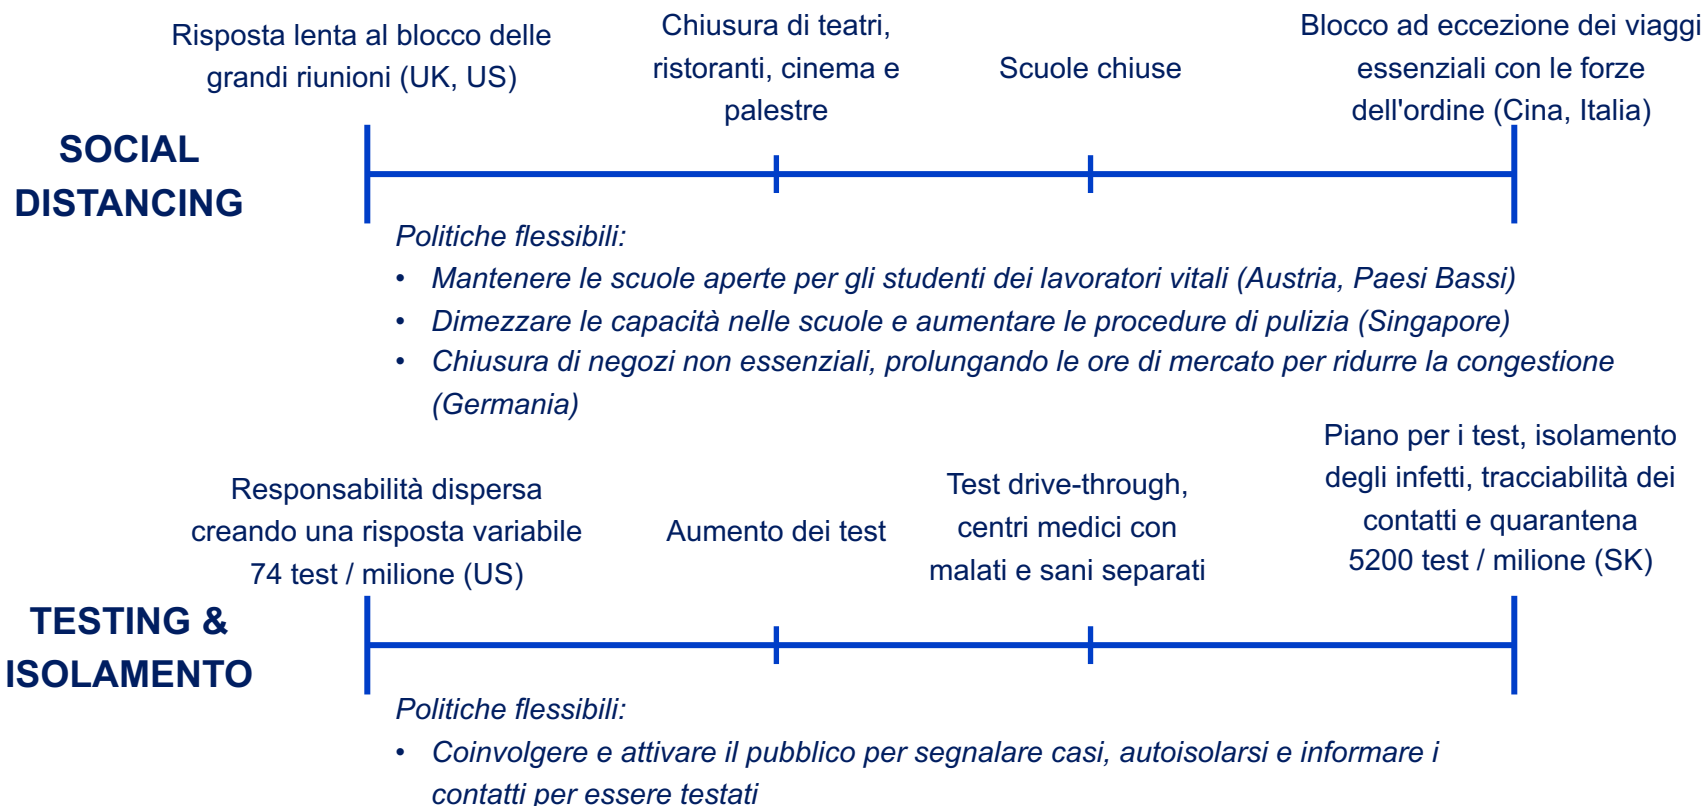 Risposta lenta al blocco delle
grandi riunioni (UK, US)
Chiusura di teatri,
ristoranti, cinema e
palestre
Scuole chiuse
Blocco ad eccezione dei viaggi
essenziali con le forze
dell'ordine (Cina, Italia)
SOCIAL
DISTANCING
Politiche flessibili:
• Mantenere le scuole aperte per gli studenti dei lavoratori vitali (Austria, Paesi Bassi)
• Dimezzare le capacità nelle scuole e aumentare le procedure di pulizia (Singapore)
• Chiusura di negozi non essenziali, prolungando le ore di mercato per ridurre la congestione
(Germania)
Responsabilità dispersa
creando una risposta variabile
74 test / milione (US)
Aumento dei test
Test drive-through,
centri medici con
malati e sani separati
Piano per i test, isolamento
degli infetti, tracciabilità dei
contatti e quarantena
5200 test / milione (SK)
TESTING &
ISOLAMENTO
Politiche flessibili:
• Coinvolgere e attivare il pubblico per segnalare casi, autoisolarsi e informare i
contatti per essere testati